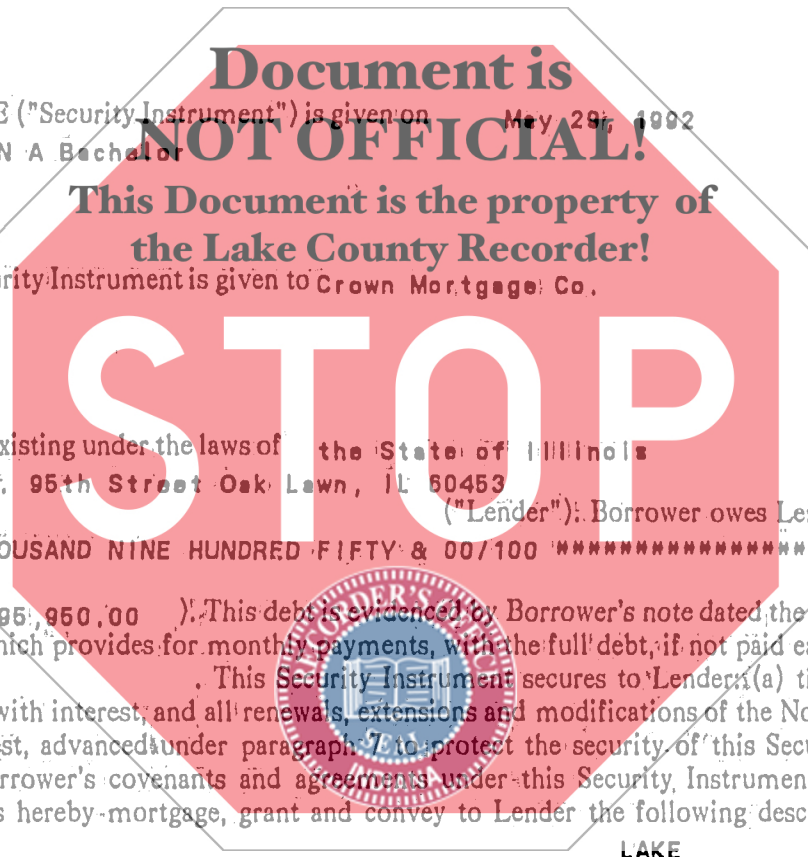 Document is
E ("Security Instrument") is given on May 29, 1992
NOT OFFICIAL!
N A Bachelor
This Document is the property of
the Lake County Recorder!
rity Instrument is given to Crown Mortgage Co.
STOP
xisting under the laws of the State of Illinois
. 95th Street Oak Lawn, IL 60453
("Lender"). Borrower owes Le
OUSAND NINE HUNDRED FIFTY & 00/100 ****************
95,950.00 ). This debt is evidenced by Borrower's note dated the
hich provides for monthly payments, with the full debt, if not paid ea
. This Security Instrument secures to Lender: (a) t
with interest, and all renewals, extensions and modifications of the No
st, advanced under paragraph 7 to protect the security of this Secu
orrower's covenants and agreements under this Security Instrument
s hereby mortgage, grant and convey to Lender the following desc
LAKE
RECORDER'S OFFICE
SEAL